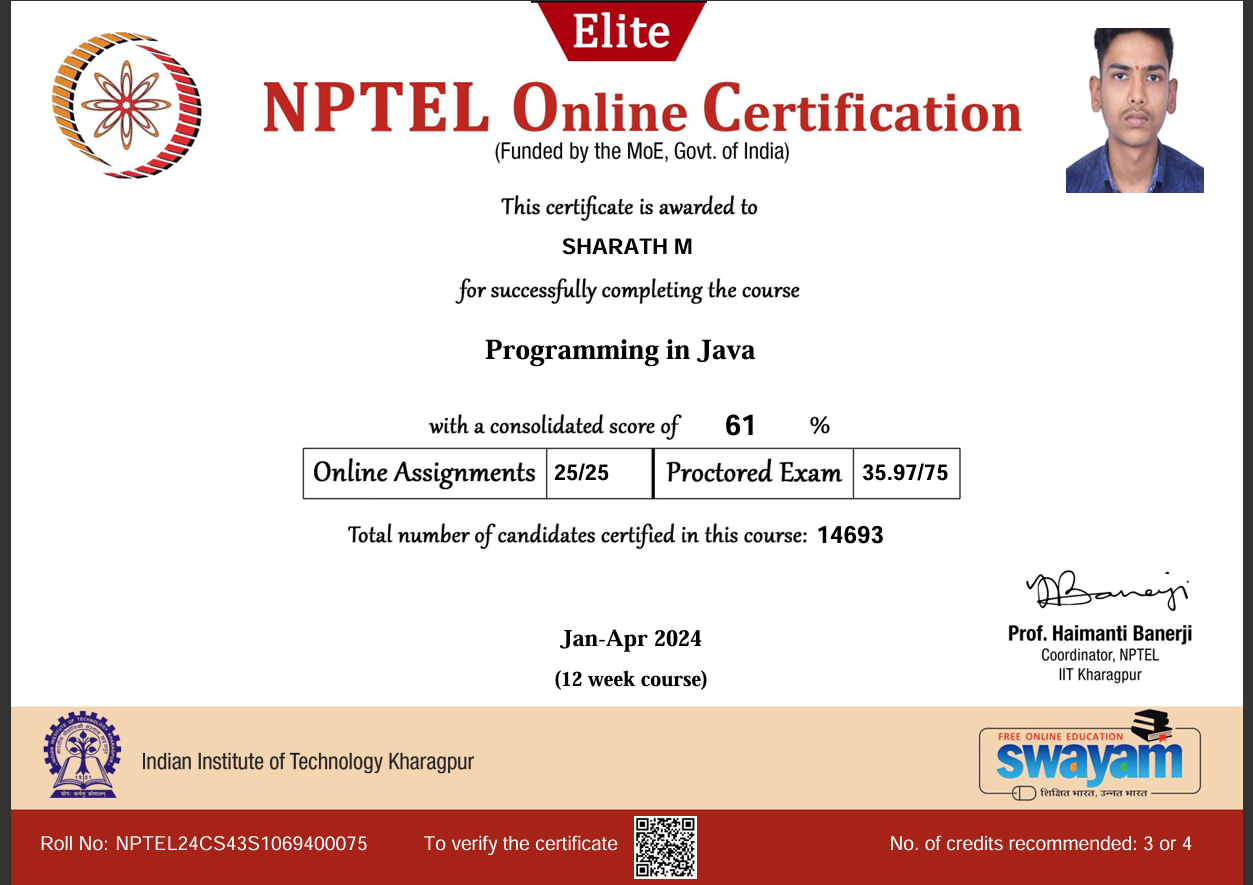 Elite
NPTEL Online Certification
(Funded by the MoE, Govt. of India)
This certificate is awarded to
SHARATH M
for successfully completing the course
Programming in Java
with a consolidated score of 61 %
Online Assignments 25/25 Proctored Exam 35.97/75
Total number of candidates certified in this course: 14693
Banerji
Prof. Haimanti Banerji
Coordinator, NPTEL
IIT Kharagpur
Jan-Apr 2024
(12 week course)
Indian Institute of Technology Kharagpur
1951
योगः कर्मसु कौशलम्
FREE ONLINE EDUCATION
swayam
शिक्षित भारत, उन्नत भारत
Roll No: NPTEL24CS43S1069400075 To verify the certificate No. of credits recommended: 3 or 4